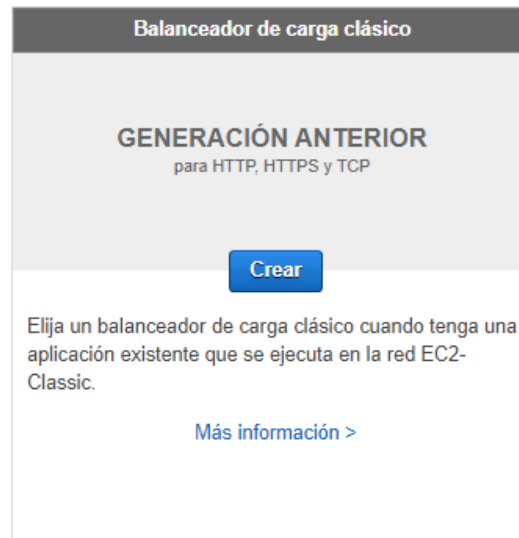 Balanceador de carga clásico
GENERACIÓN ANTERIOR
para HTTP, HTTPS y TCP
Crear
Elija un balanceador de carga clásico cuando tenga una
aplicación existente que se ejecuta en la red EC2-
Classic.
Más información >